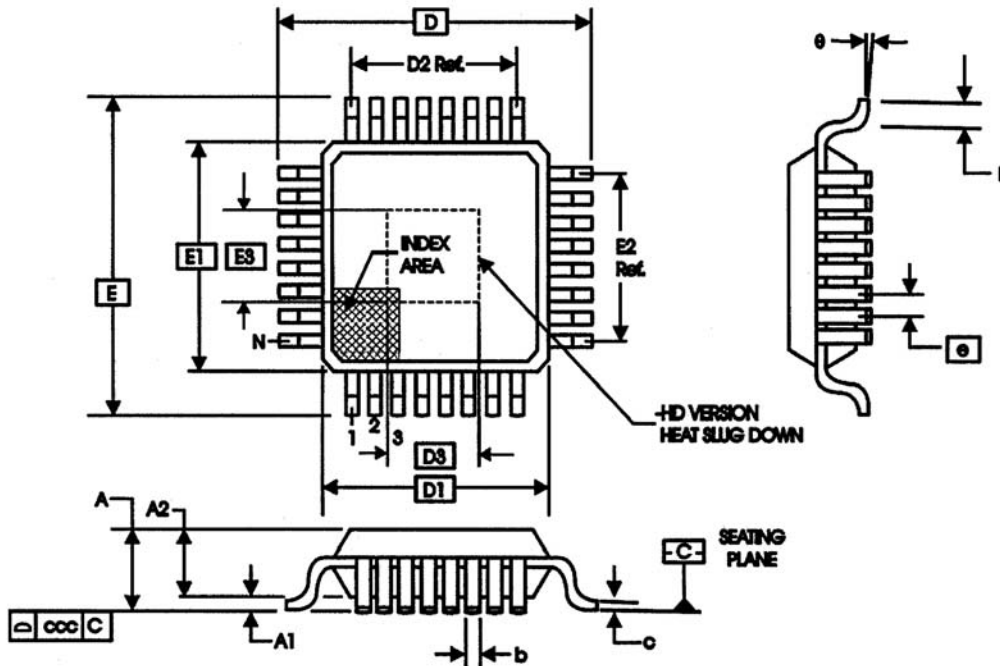 D
θ
D2 Ref.
E
E1
E3
INDEX
AREA
E2
Ref.
N
e
1
2
3
-HD VERSION
HEAT SLUG DOWN
D3
D1
A
A2
C
SEATING
PLANE
⌓ ccc C
A1
b
c